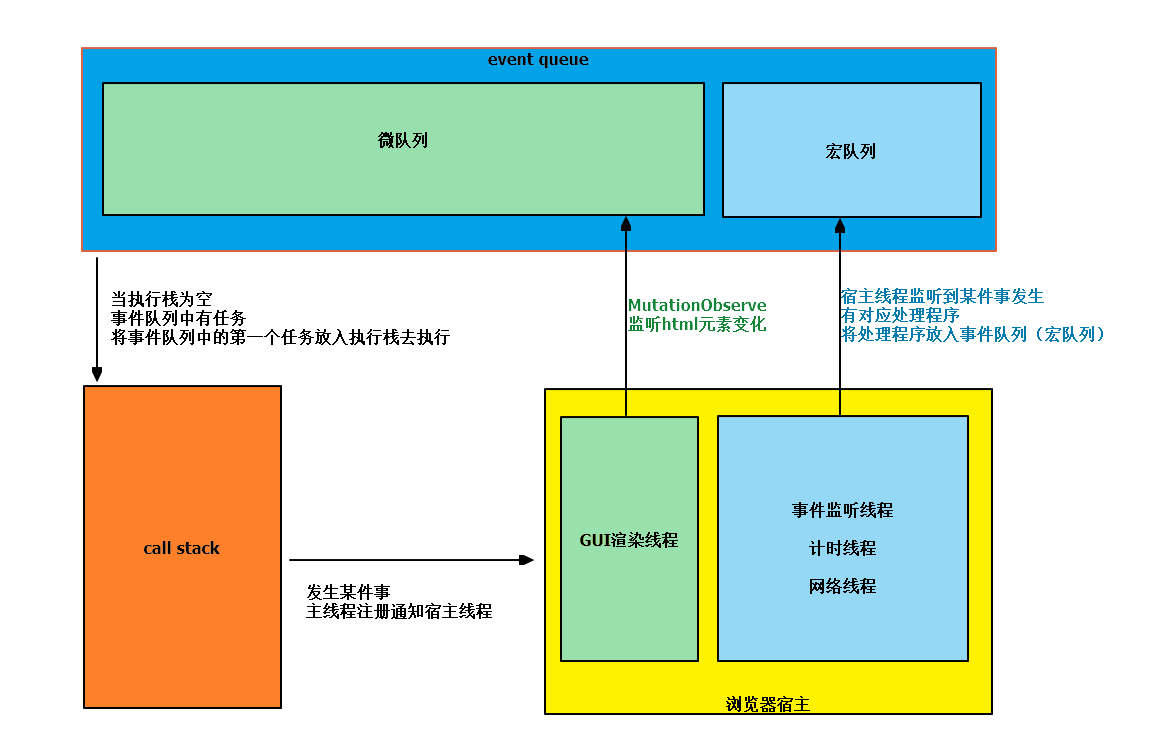 event queue
微队列
宏队列
当执行栈为空
事件队列中有任务
将事件队列中的第一个任务放入执行栈去执行
MutationObserve
监听html元素变化
宿主线程监听到某件事发生
有对应处理程序
将处理程序放入事件队列（宏队列）
call stack
发生某件事
主线程注册通知宿主线程
GUI渲染线程
事件监听线程
计时线程
网络线程
浏览器宿主